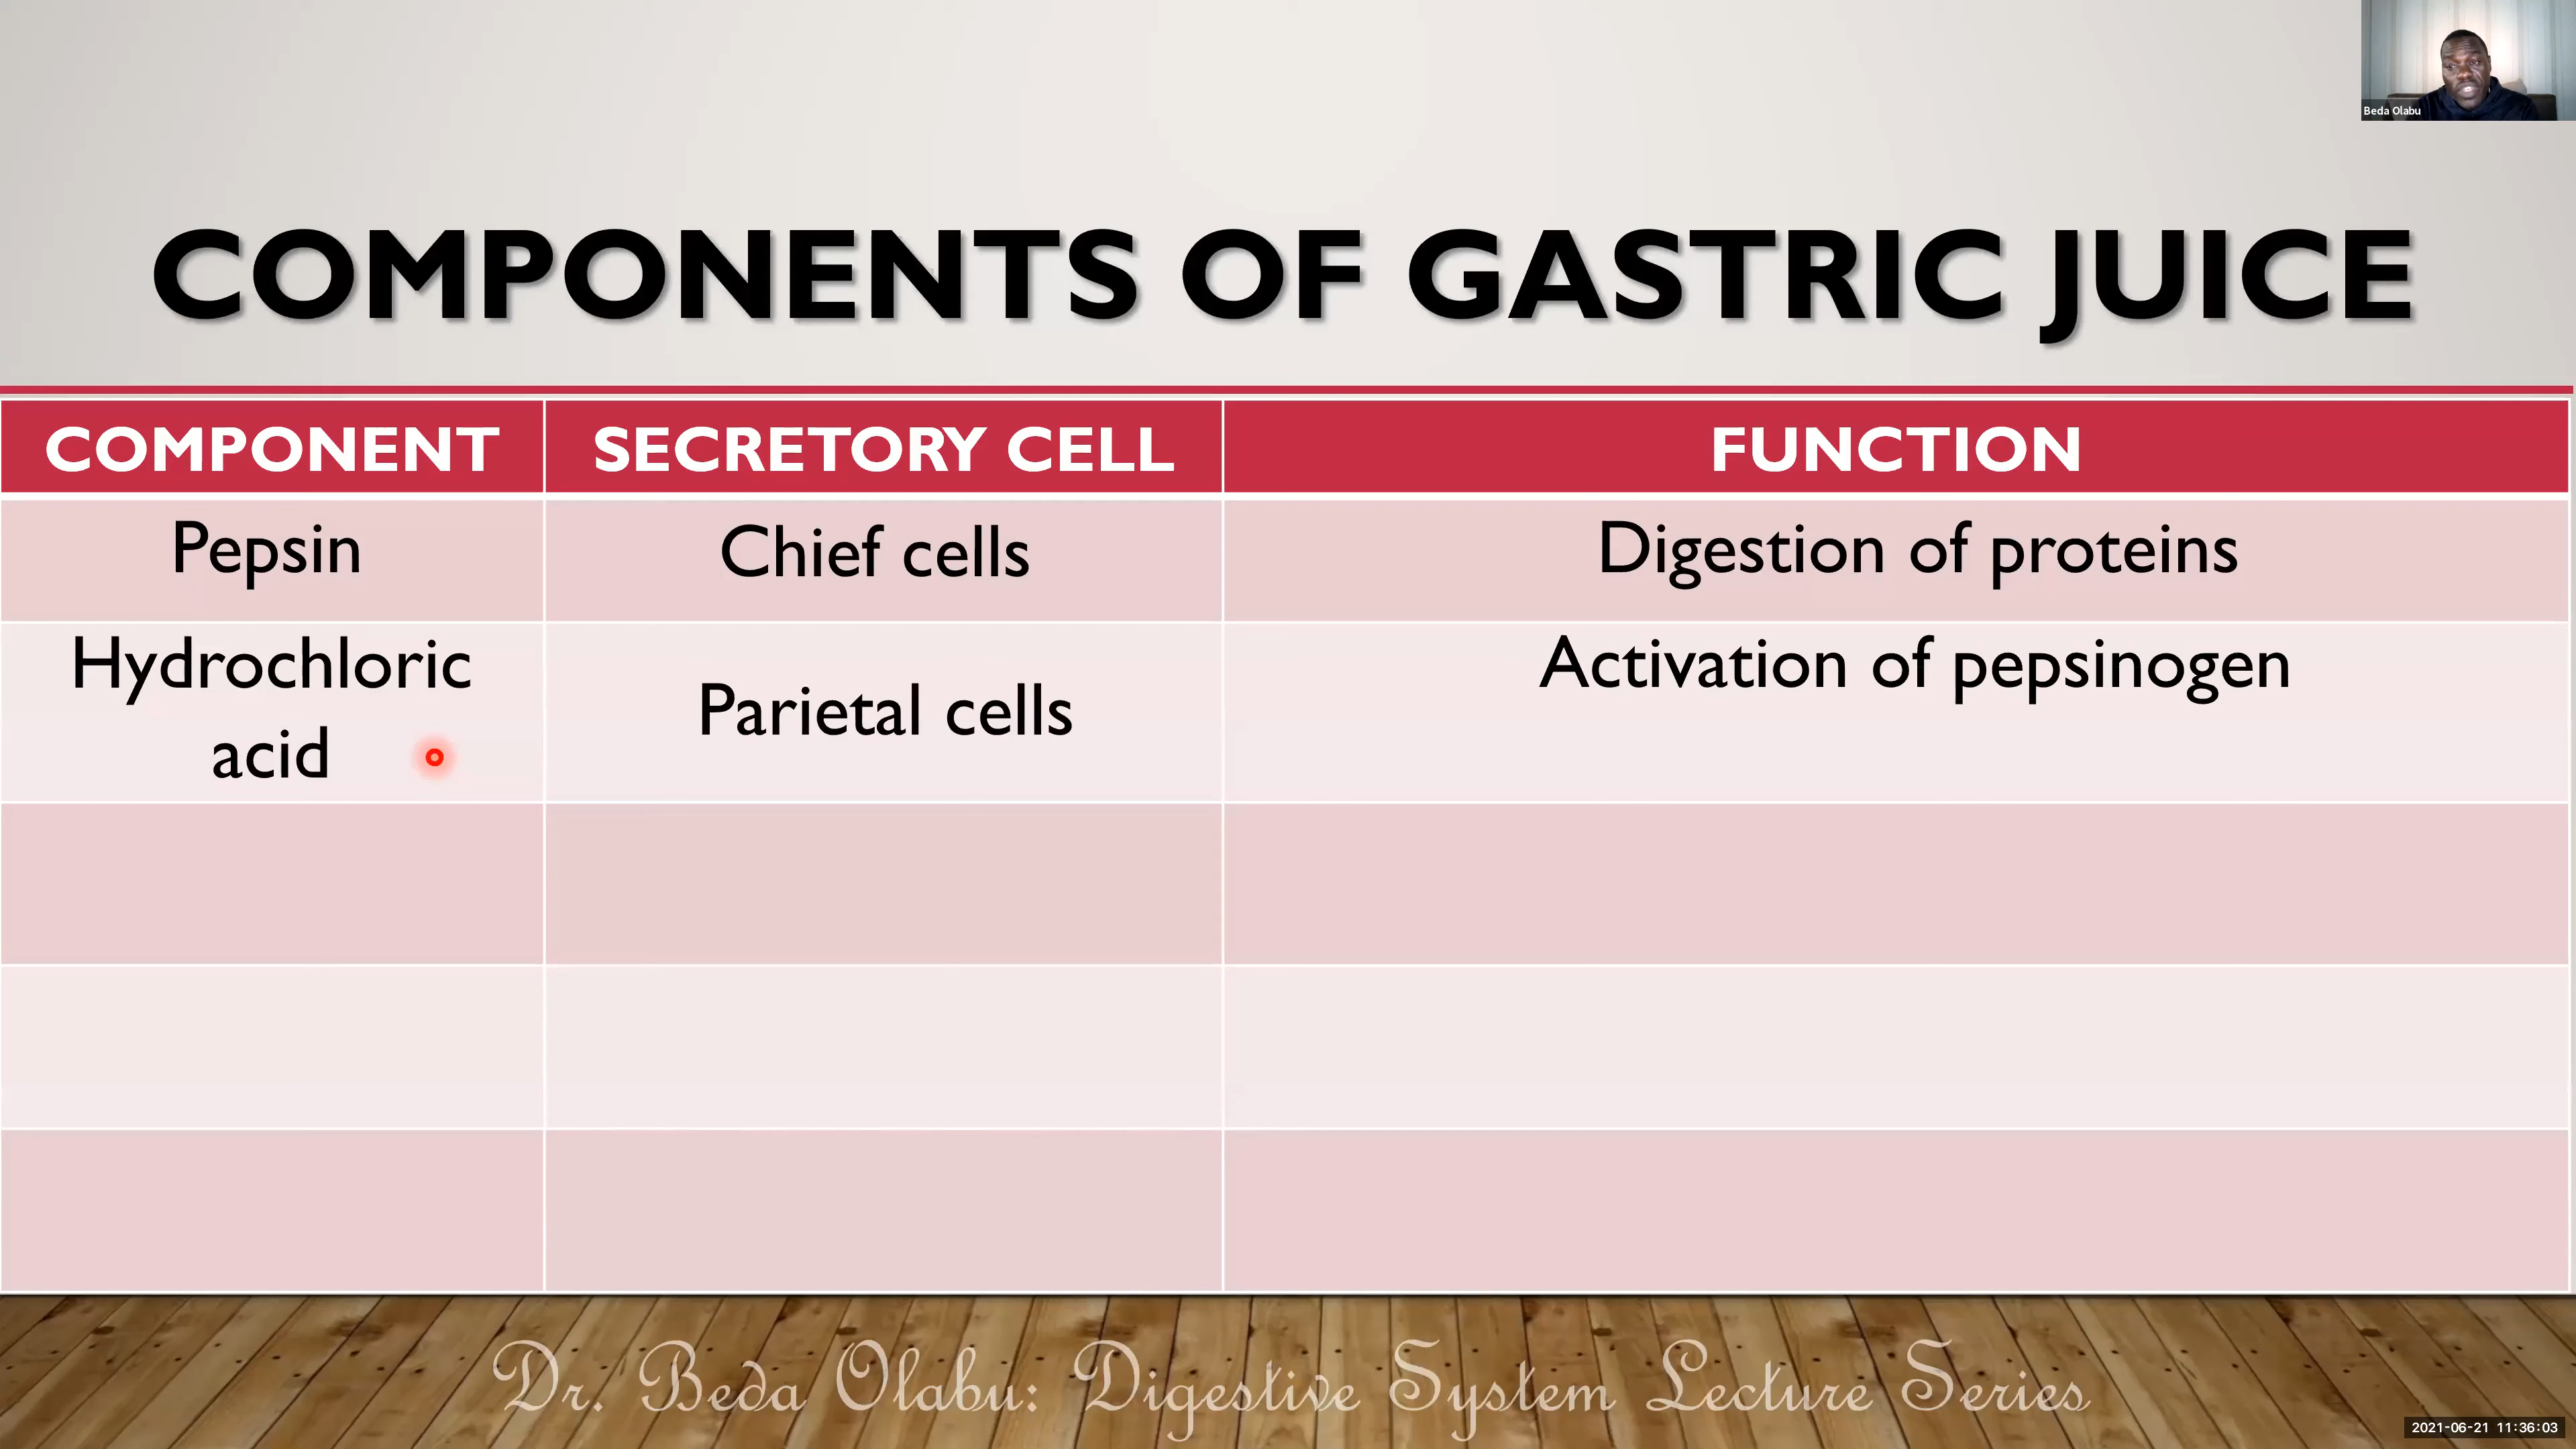 Beda Olabu
COMPONENTS OF GASTRIC JUICE
COMPONENT SECRETORY CELL FUNCTION
Pepsin Chief cells Digestion of proteins
Hydrochloric
acid Parietal cells Activation of pepsinogen
Dr. Beda Olabu: Digestive System Lecture Series
2021-06-21 11:36:03